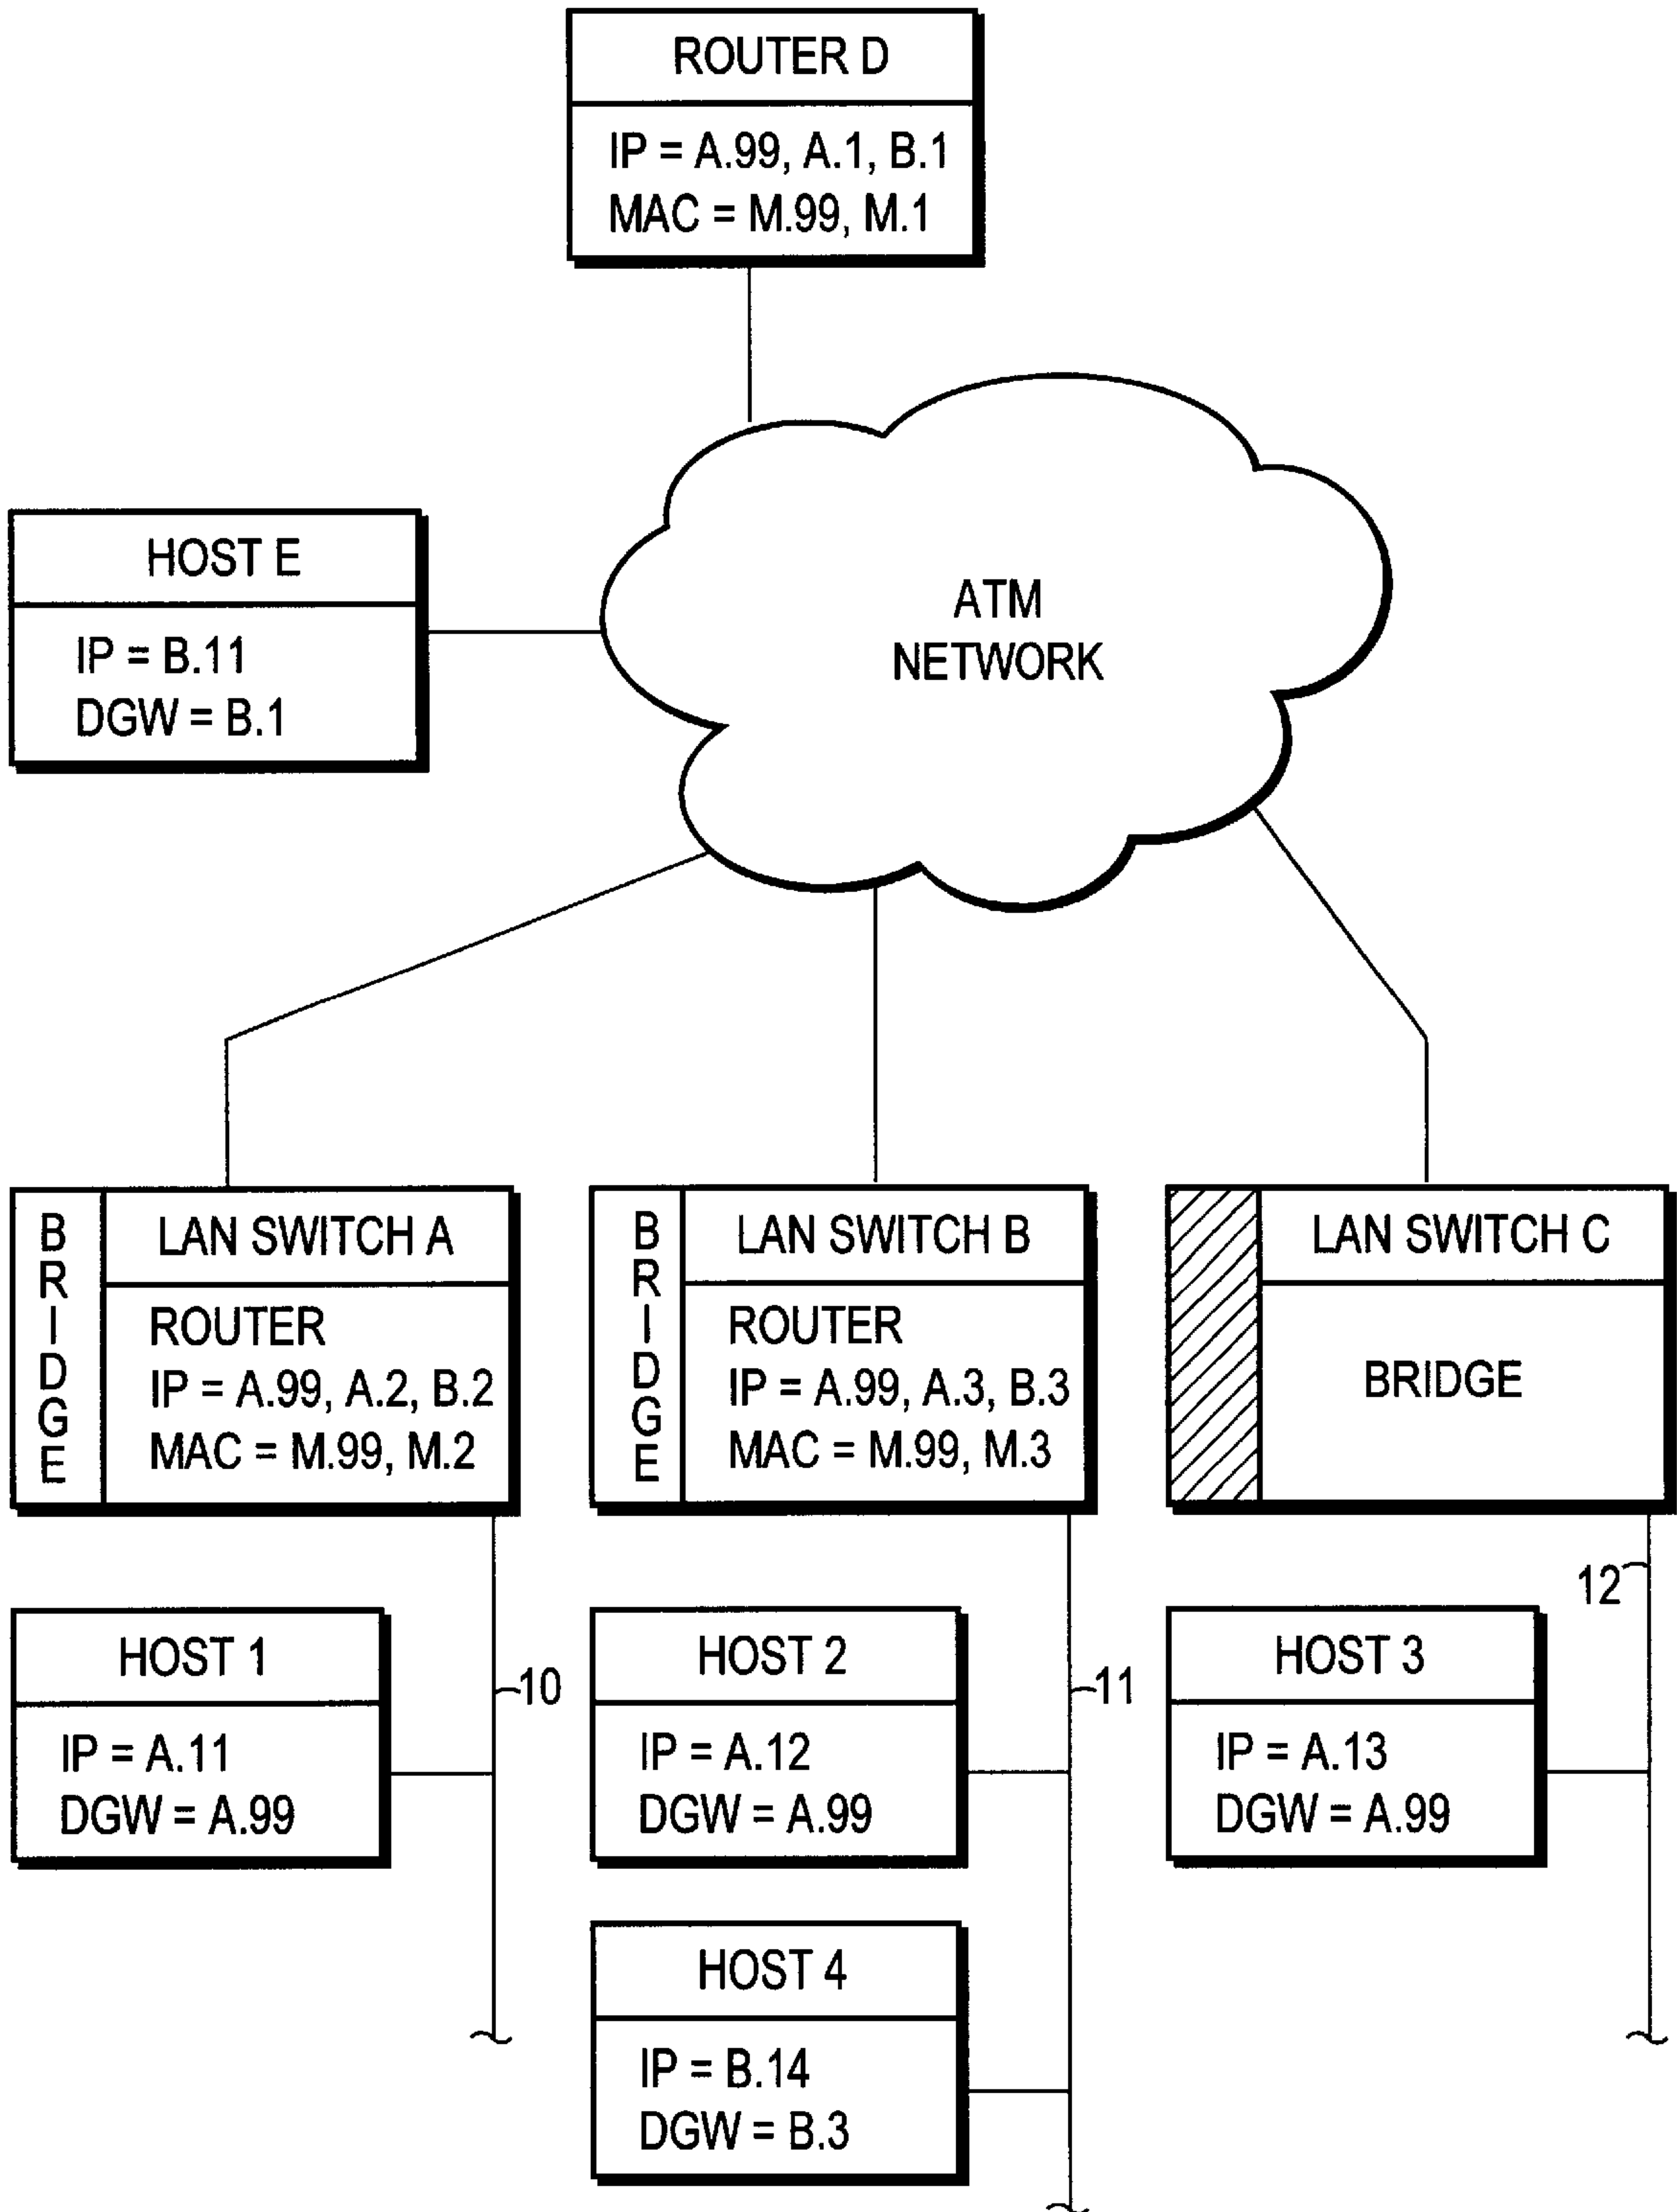 ROUTER D
IP = A.99, A.1, B.1
MAC = M.99, M.1
HOST E
IP = B.11
DGW = B.1
ATM
NETWORK
BRIDGE
LAN SWITCH A
ROUTER
IP = A.99, A.2, B.2
MAC = M.99, M.2
BRIDGE
LAN SWITCH B
ROUTER
IP = A.99, A.3, B.3
MAC = M.99, M.3
LAN SWITCH C
BRIDGE
HOST 1
IP = A.11
DGW = A.99
10
HOST 2
IP = A.12
DGW = A.99
11
HOST 3
IP = A.13
DGW = A.99
12
HOST 4
IP = B.14
DGW = B.3